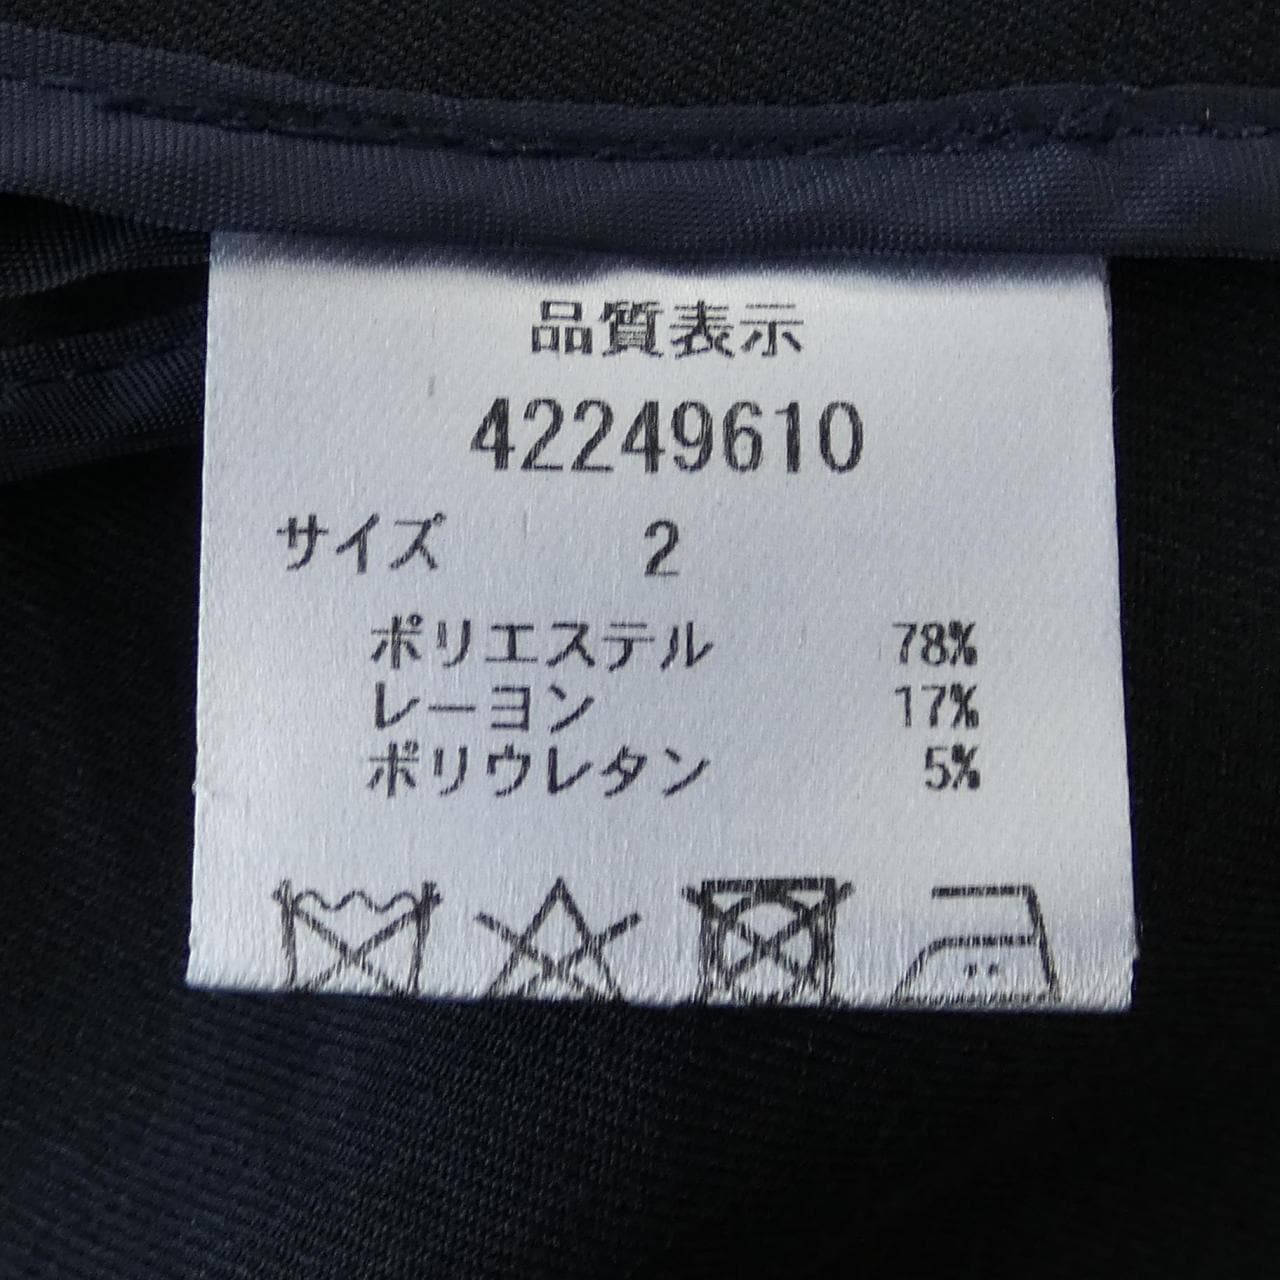 品質表示
42249610
サイズ 2
ポリエステル 78%
レーヨン 17%
ポリウレタン 5%